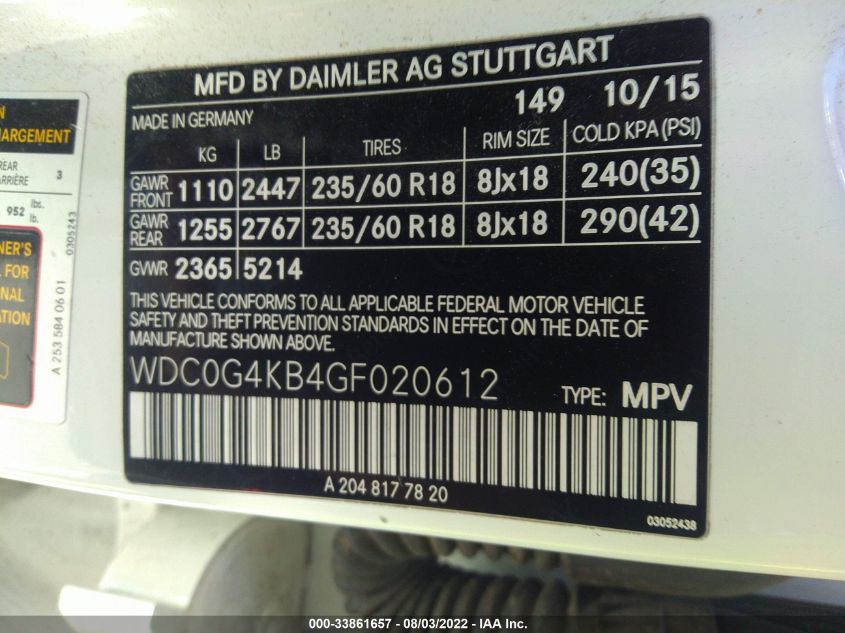 MFD BY DAIMLER AG STUTTGART
MADE IN GERMANY 149 10/15
KG LB TIRES RIM SIZE COLD KPA (PSI)
GAWR FRONT 1110 2447 235/60 R18 8Jx18 240(35)
GAWR REAR 1255 2767 235/60 R18 8Jx18 290(42)
GVWR 2365 5214
THIS VEHICLE CONFORMS TO ALL APPLICABLE FEDERAL MOTOR VEHICLE
SAFETY AND THEFT PREVENTION STANDARDS IN EFFECT ON THE DATE OF
MANUFACTURE SHOWN ABOVE.
WDC0G4KB4GF020612 TYPE: MPV
A 204 817 78 20
03052438
REAR 3
952 lbs.
lb.
0305243
A 253 584 06 01
000-33861657 - 08/03/2022 - IAA Inc.